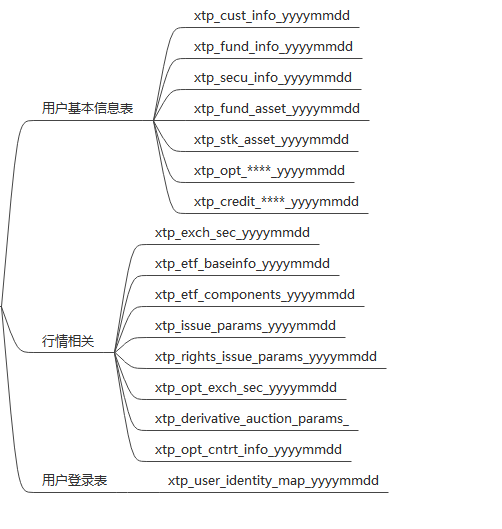 xtp_cust_info_yyyymmdd
xtp_fund_info_yyyymmdd
xtp_secu_info_yyyymmdd
用户基本信息表
xtp_fund_asset_yyyymmdd
xtp_stk_asset_yyyymmdd
xtp_opt_****_yyyymmdd
xtp_credit_****_yyyymmdd
xtp_exch_sec_yyyymmdd
xtp_etf_baseinfo_yyyymmdd
xtp_etf_components_yyyymmdd
xtp_issue_params_yyyymmdd
行情相关
xtp_rights_issue_params_yyyymmdd
xtp_opt_exch_sec_yyyymmdd
xtp_derivative_auction_params_
xtp_opt_cntrt_info_yyyymmdd
用户登录表
xtp_user_identity_map_yyyymmdd